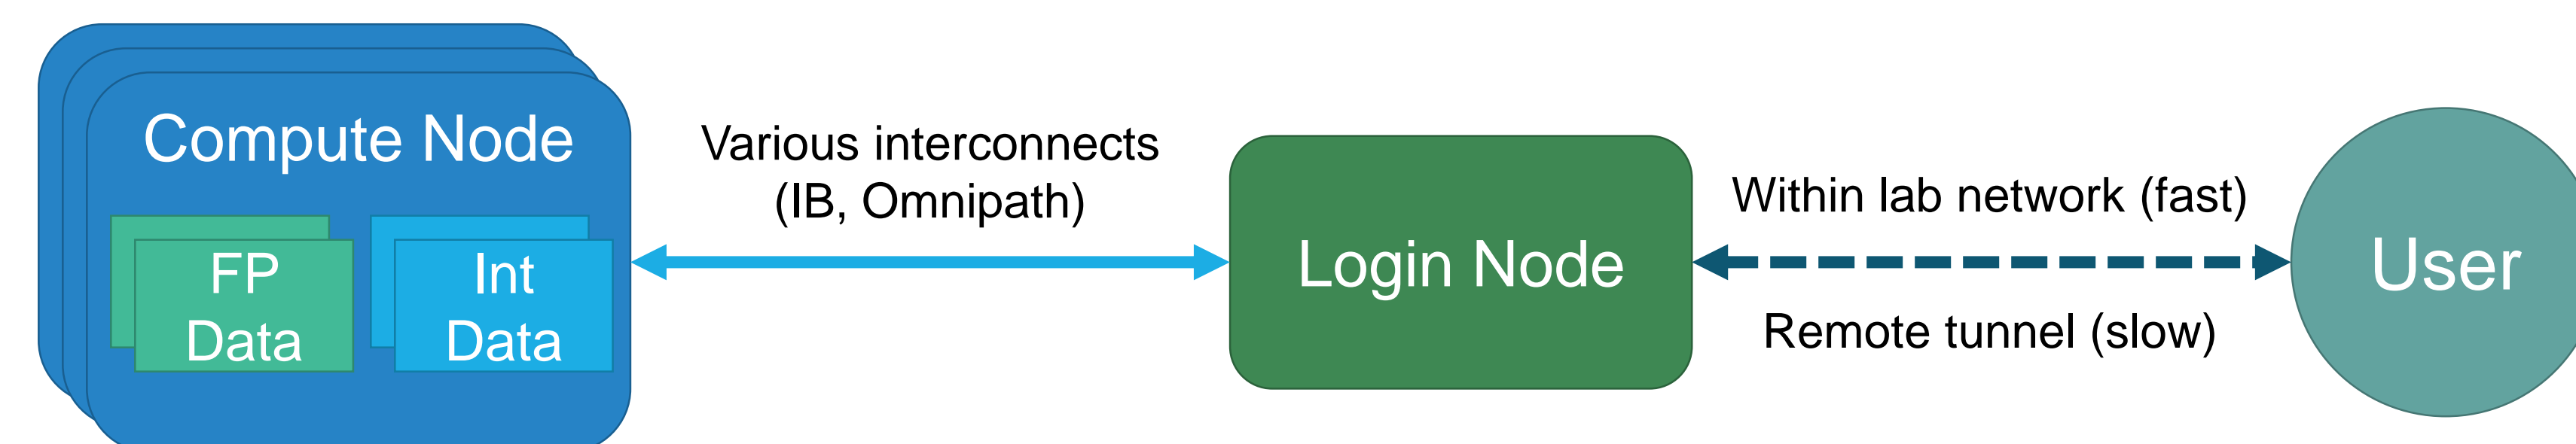 Compute Node
FP
Data
Int
Data
Various interconnects
(IB, Omnipath)
Login Node
Within lab network (fast)
Remote tunnel (slow)
User